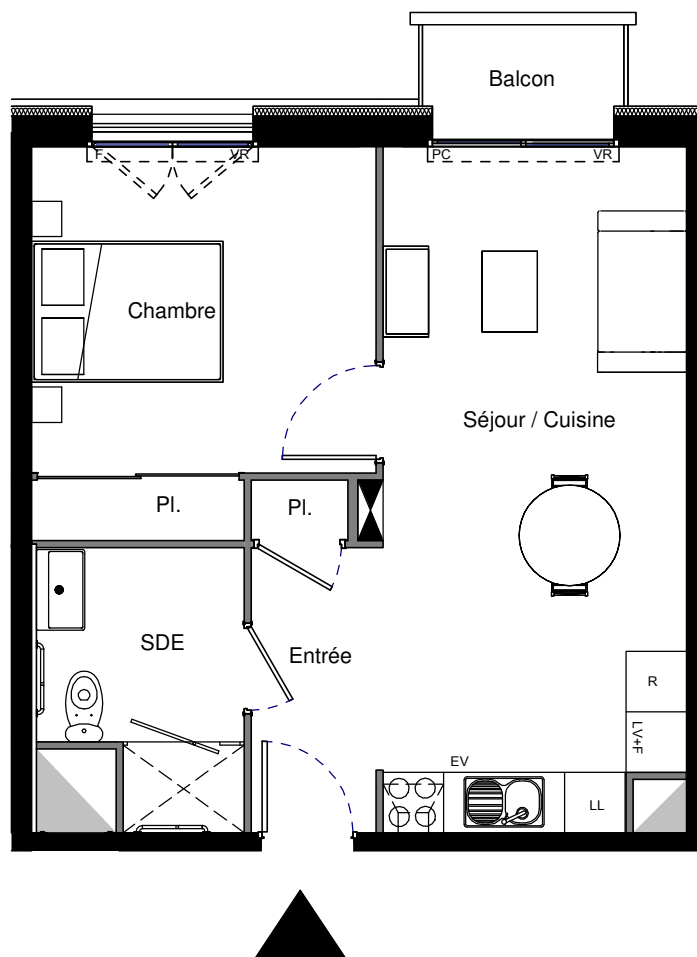 Balcon
F
VR
PC
VR
Chambre
Séjour / Cuisine
Pl.
Pl.
SDE
Entrée
R
LV+F
EV
LL